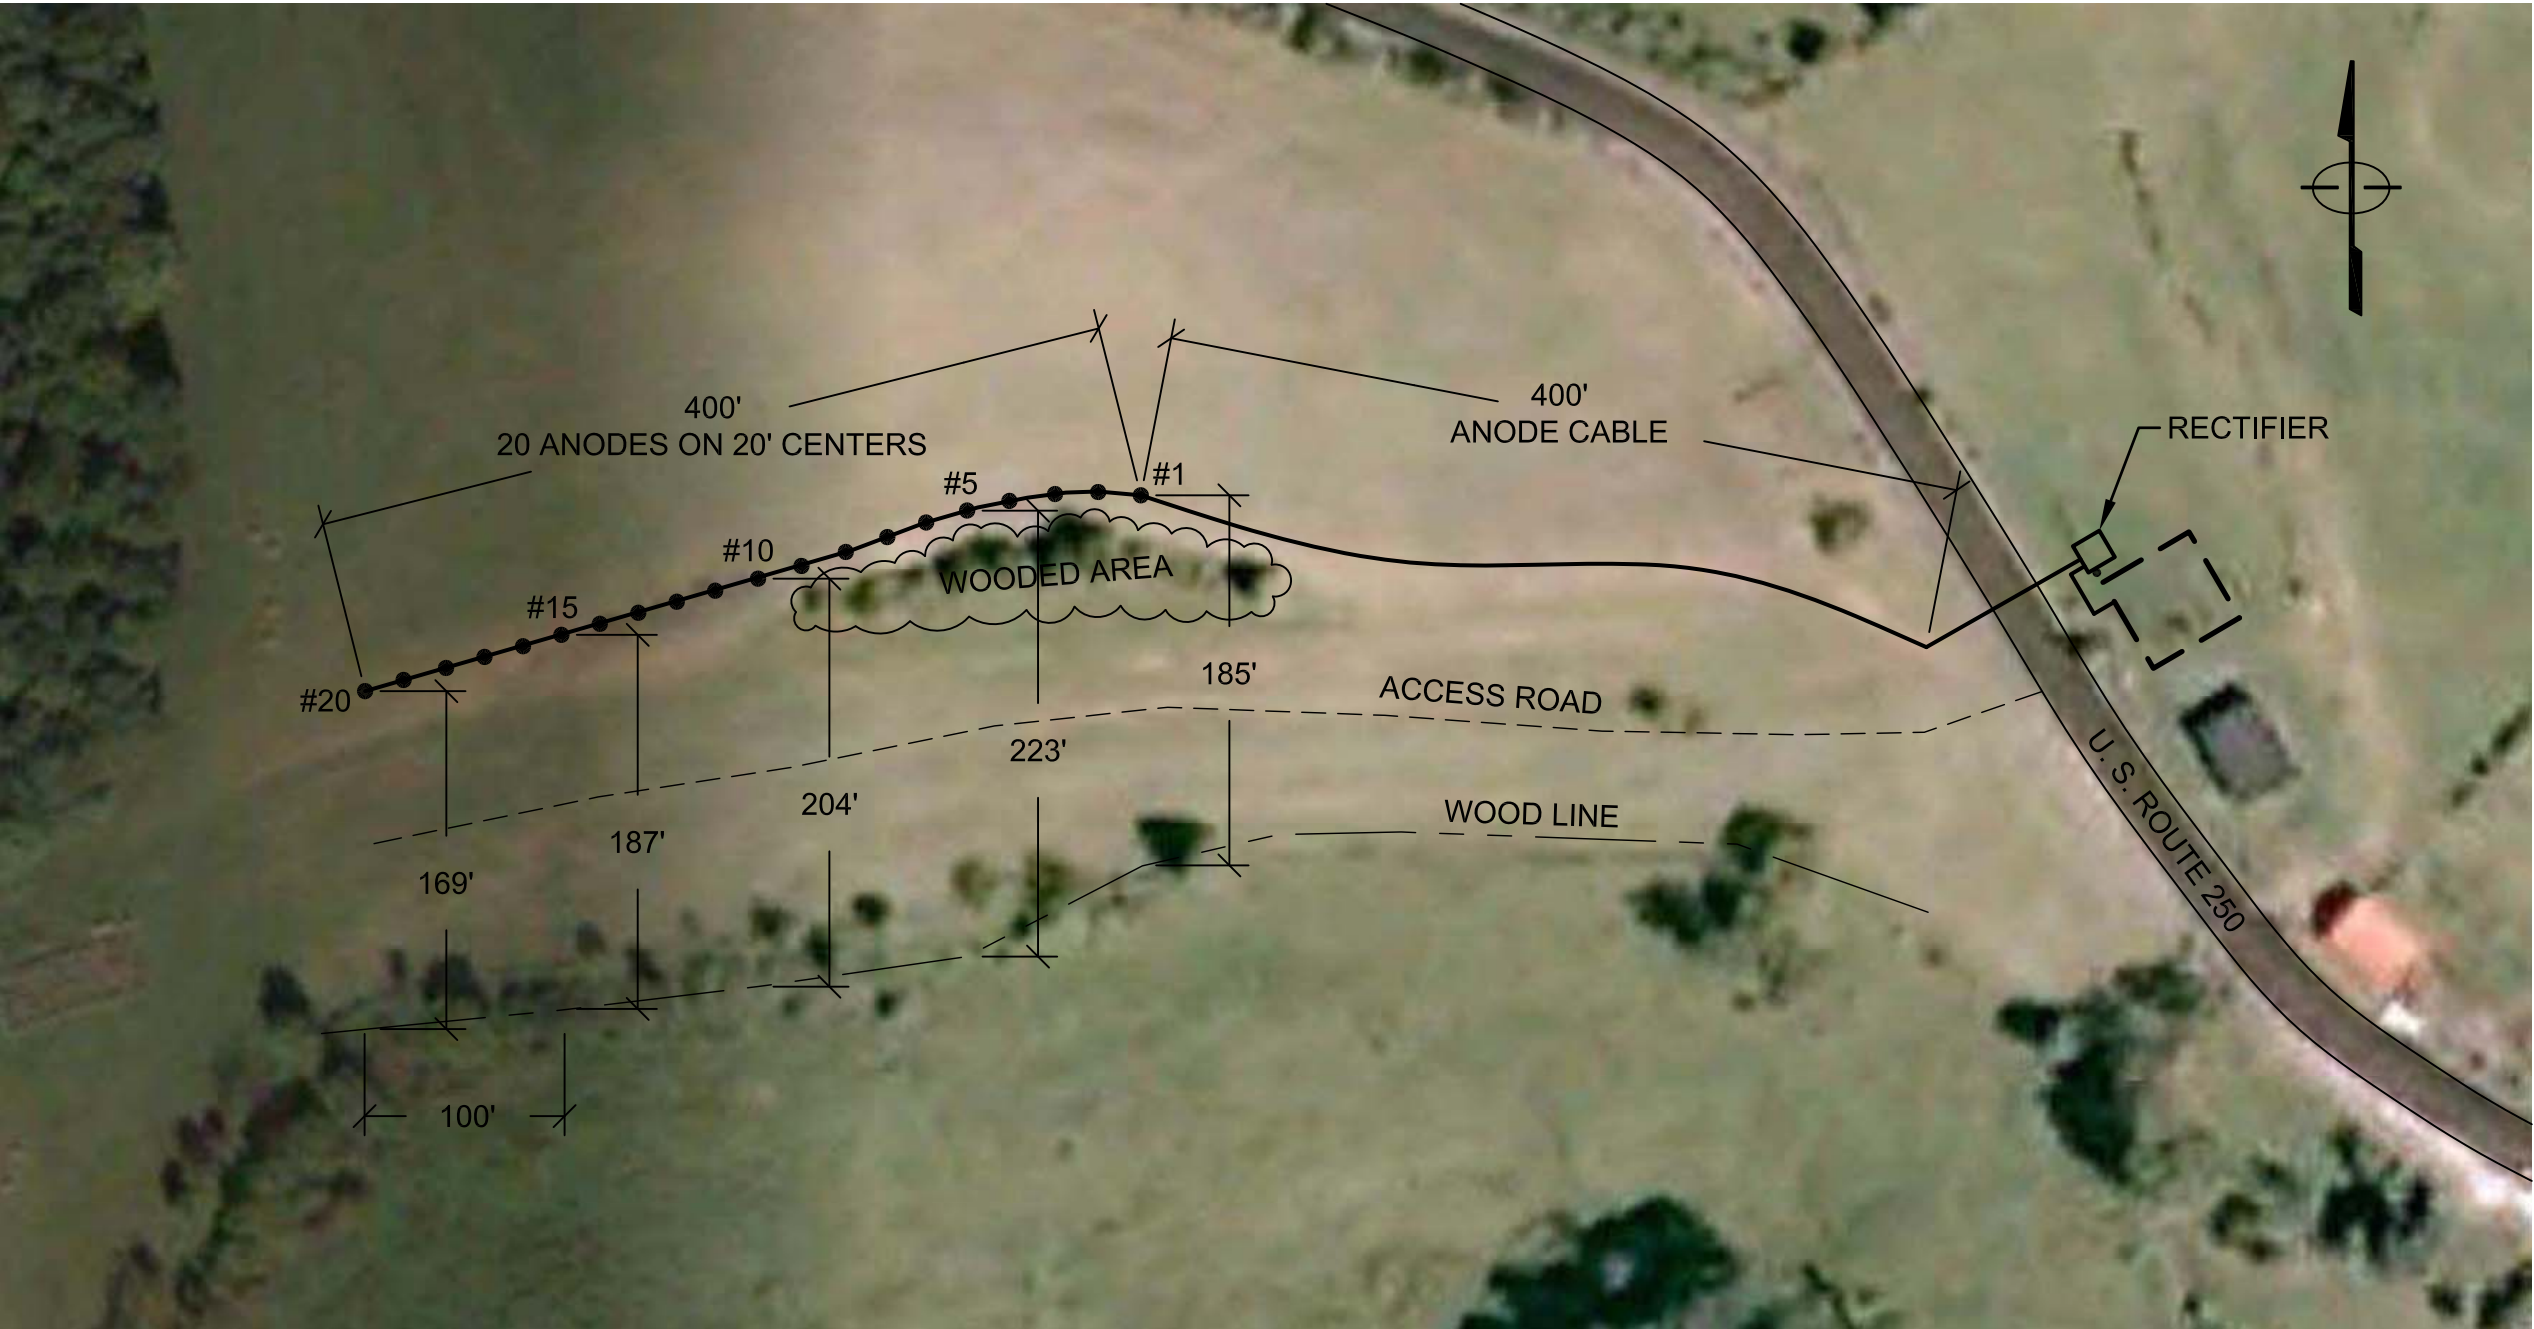 400'
20 ANODES ON 20' CENTERS
400'
ANODE CABLE
RECTIFIER
#1
#5
#10
#15
#20
WOODED AREA
185'
ACCESS ROAD
223'
204'
187'
169'
WOOD LINE
U. S. ROUTE 250
100'